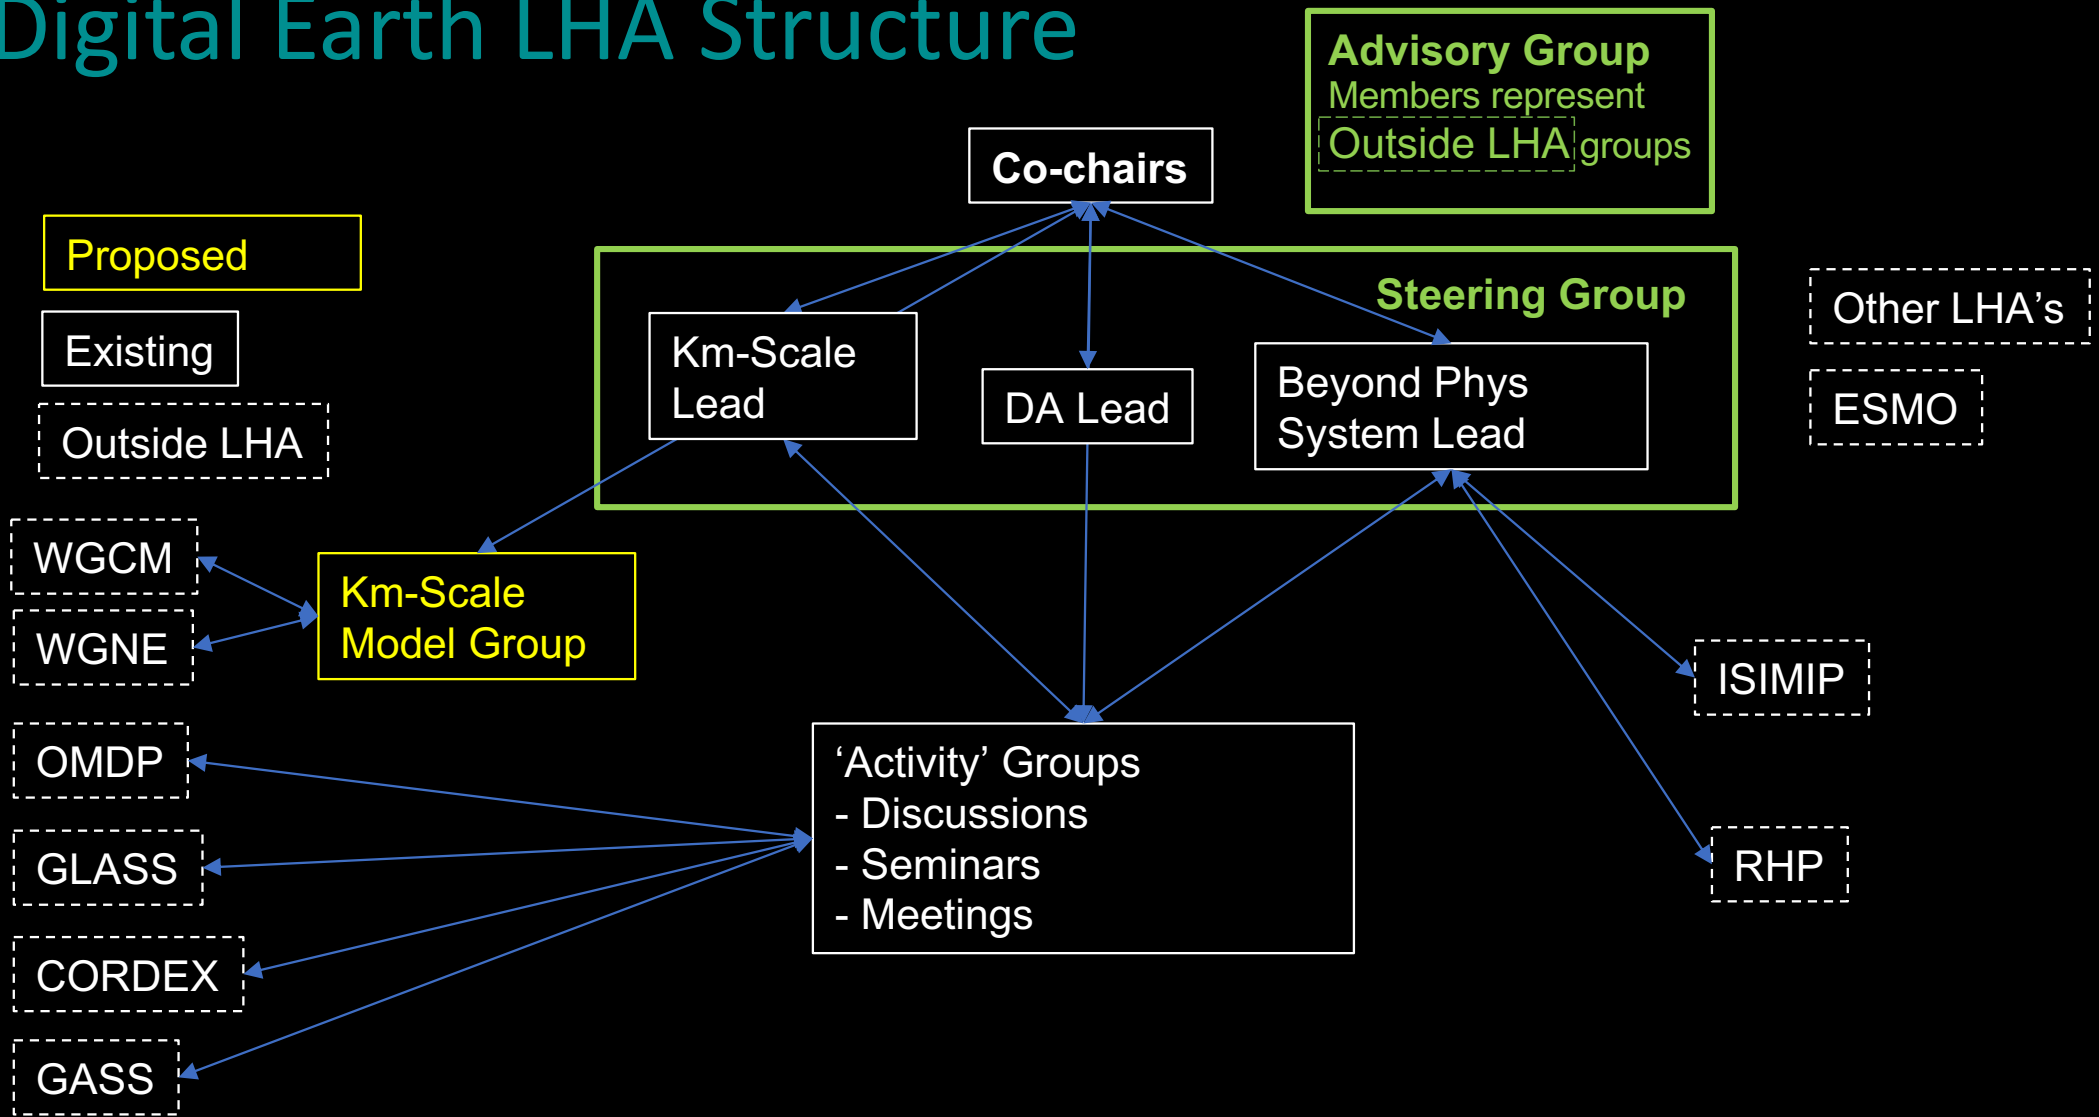 Digital Earth LHA Structure
Advisory Group
Members represent
Outside LHA groups
Co-chairs
Proposed
Existing
Outside LHA
Steering Group
Km-Scale
Lead
DA Lead
Beyond Phys
System Lead
Other LHA's
ESMO
WGCM
WGNE
Km-Scale
Model Group
OMDP
GLASS
CORDEX
GASS
‘Activity’ Groups
- Discussions
- Seminars
- Meetings
ISIMIP
RHP